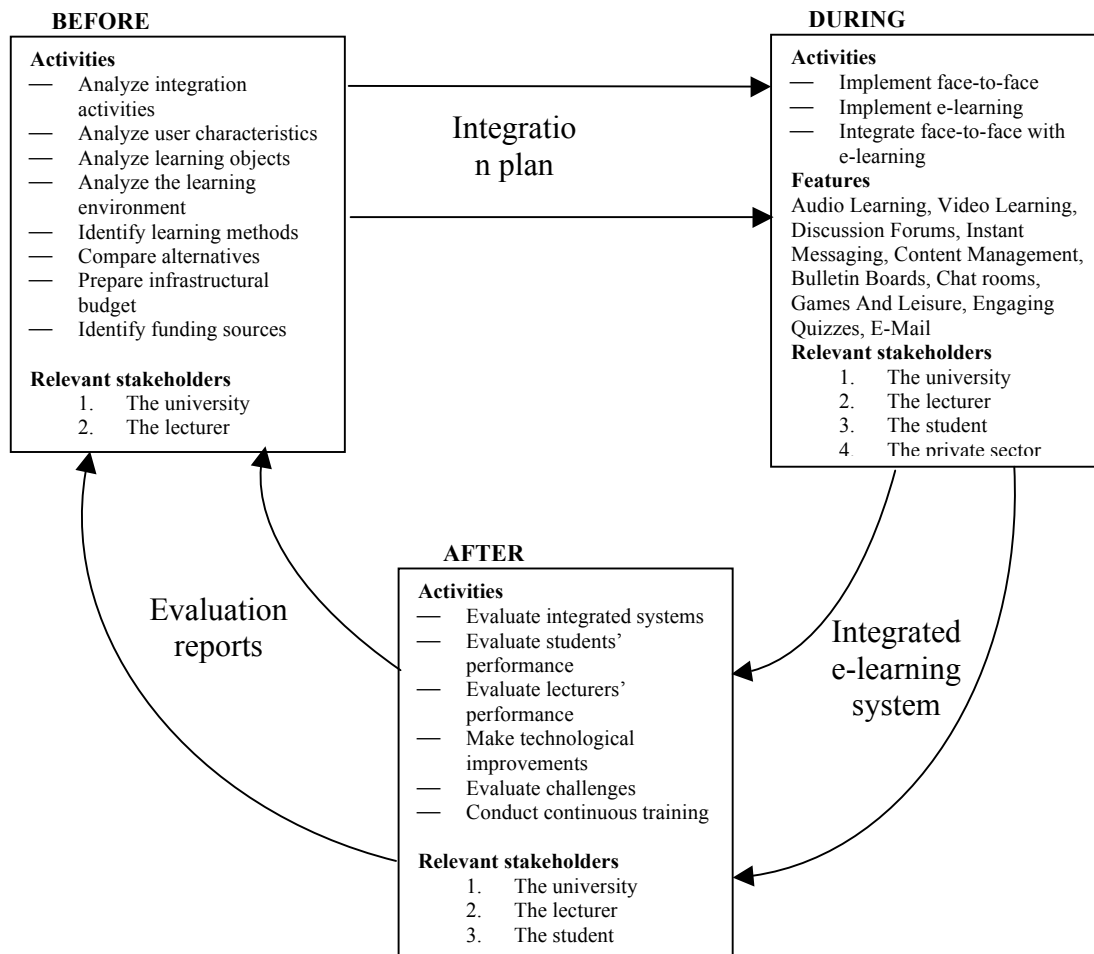 BEFORE
Activities
— Analyze integration
activities
— Analyze user characteristics
— Analyze learning objects
— Analyze the learning
environment
— Identify learning methods
— Compare alternatives
— Prepare infrastructural
budget
— Identify funding sources
Relevant stakeholders
1. The university
2. The lecturer
Integratio
n plan
DURING
Activities
— Implement face-to-face
— Implement e-learning
— Integrate face-to-face with
e-learning
Features
Audio Learning, Video Learning,
Discussion Forums, Instant
Messaging, Content Management,
Bulletin Boards, Chat rooms,
Games And Leisure, Engaging
Quizzes, E-Mail
Relevant stakeholders
1. The university
2. The lecturer
3. The student
4. The private sector
Evaluation
reports
AFTER
Activities
— Evaluate integrated systems
— Evaluate students’
performance
— Evaluate lecturers’
performance
— Make technological
improvements
— Evaluate challenges
— Conduct continuous training
Relevant stakeholders
1. The university
2. The lecturer
3. The student
Integrated
e-learning
system